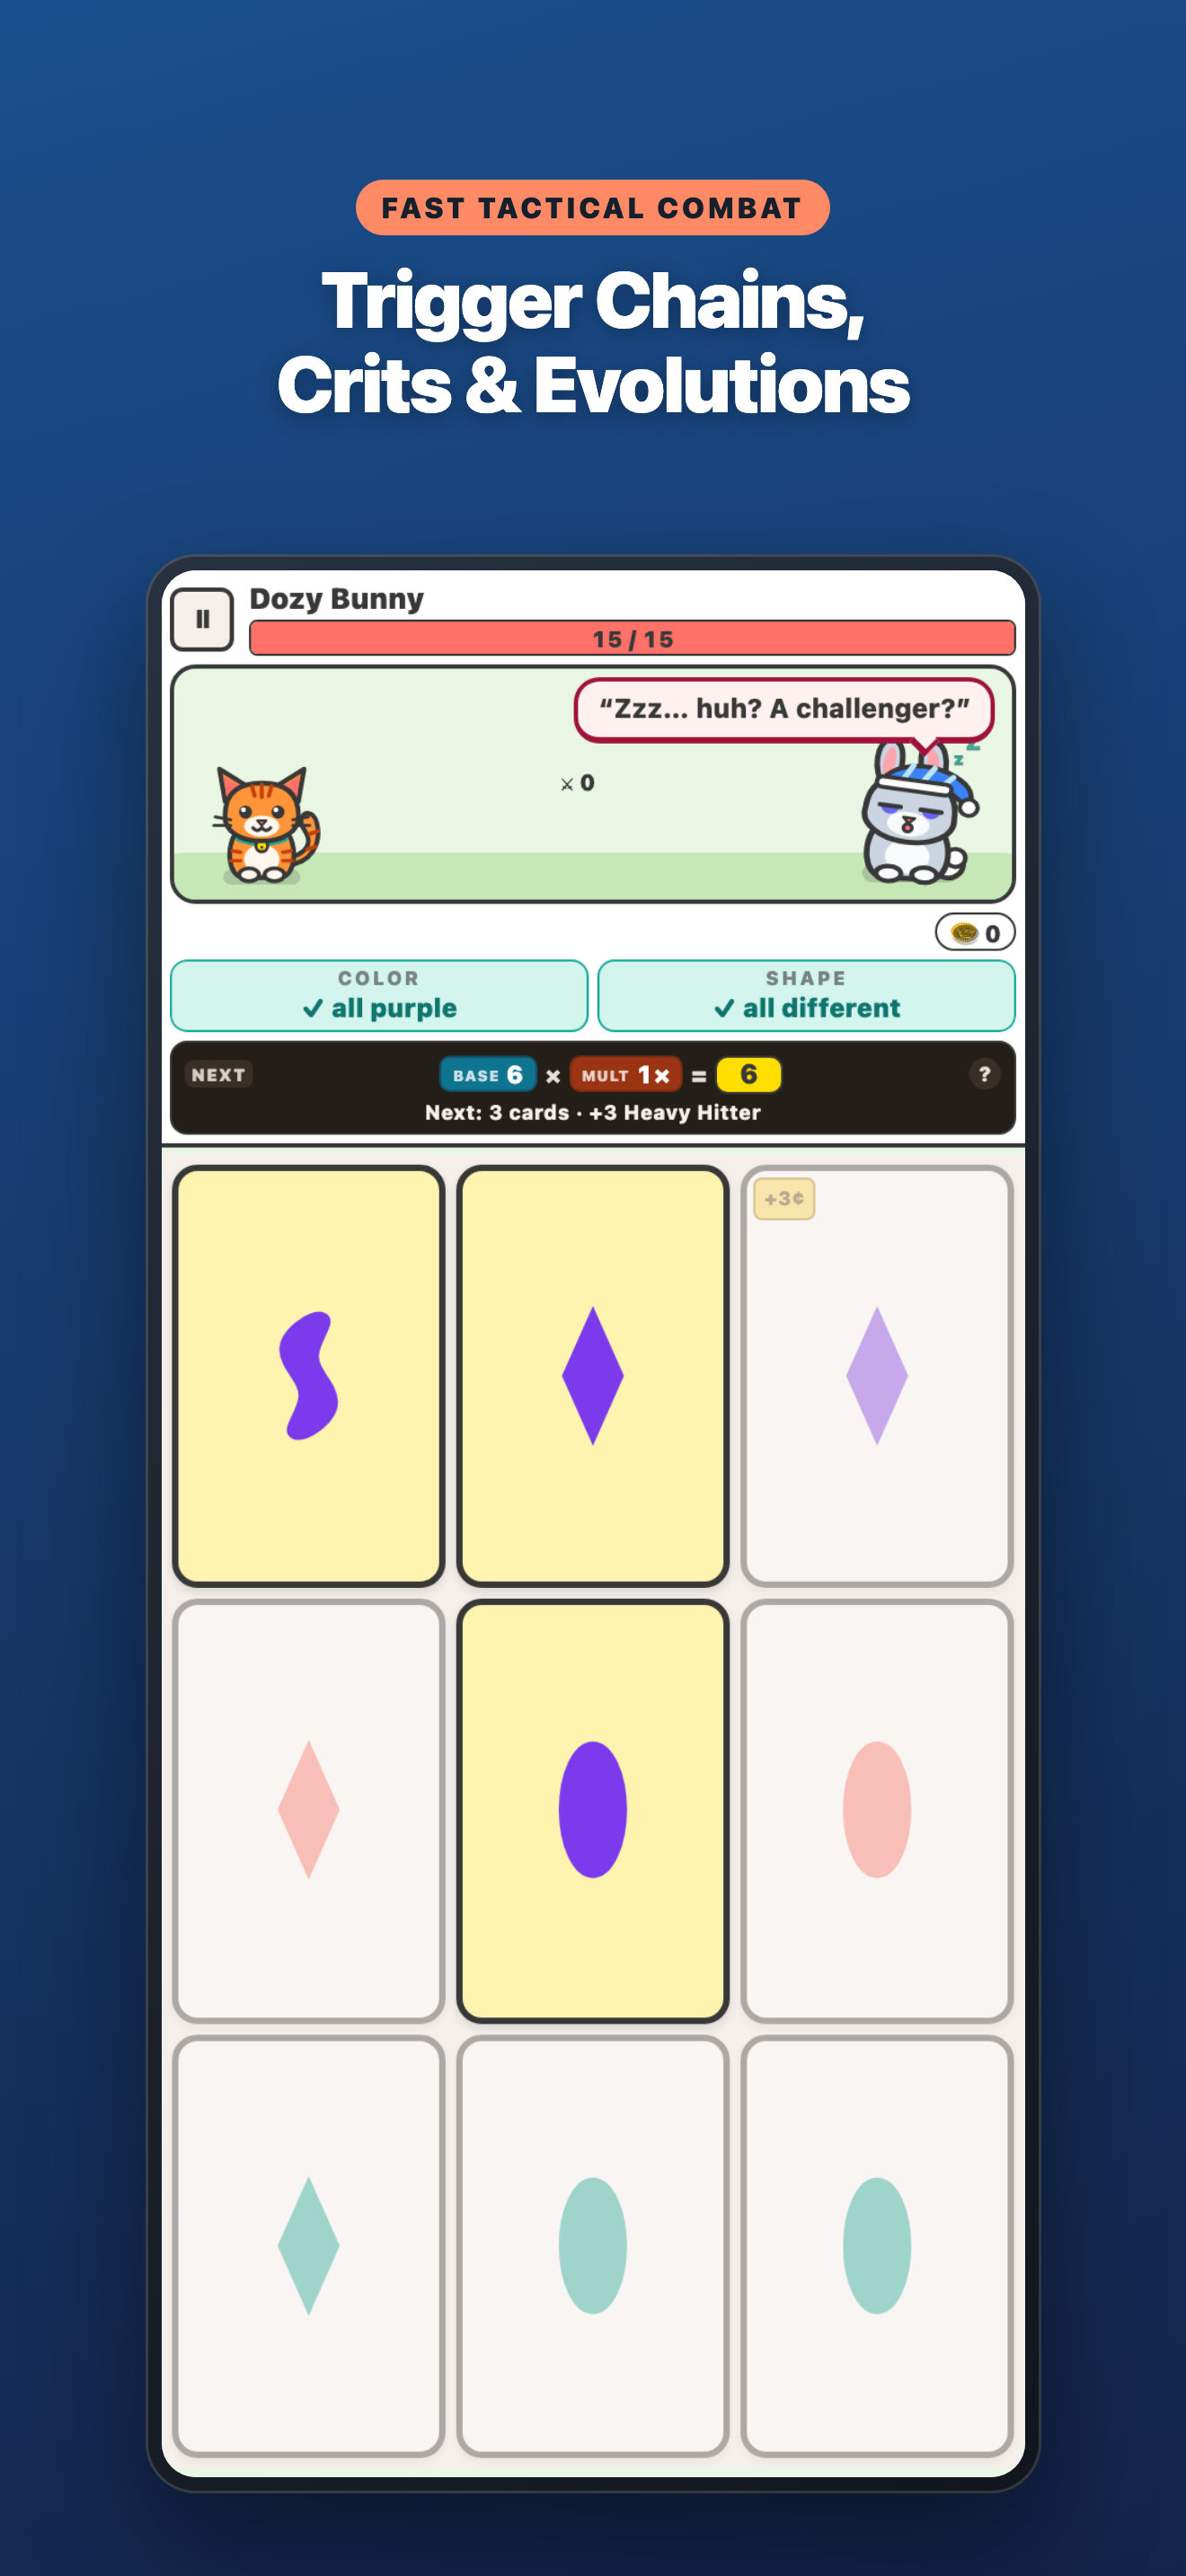 FAST TACTICAL COMBAT
Trigger Chains,
Crits & Evolutions
Dozy Bunny
15 / 15
“Zzz... huh? A challenger?”
z z
⚔ 0
0
COLOR
✓ all purple
SHAPE
✓ all different
NEXT
BASE 6 × MULT 1× = 6
?
Next: 3 cards · +3 Heavy Hitter
+3¢